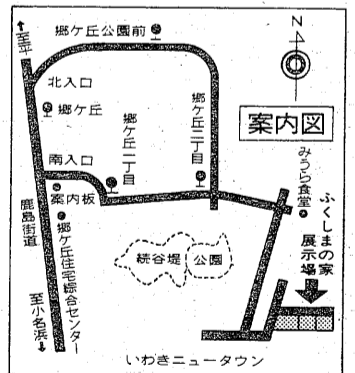 至平
郷ケ丘公園前
N
北入口
郷ケ丘
郷ケ丘一丁目
郷ケ丘二丁目
案内図
みうら食堂
ふくしまの家
展示場
南入口
案内板
鹿島街道
郷ケ丘住宅綜合センター
続谷堤
公園
至小名浜
いわきニュータウン